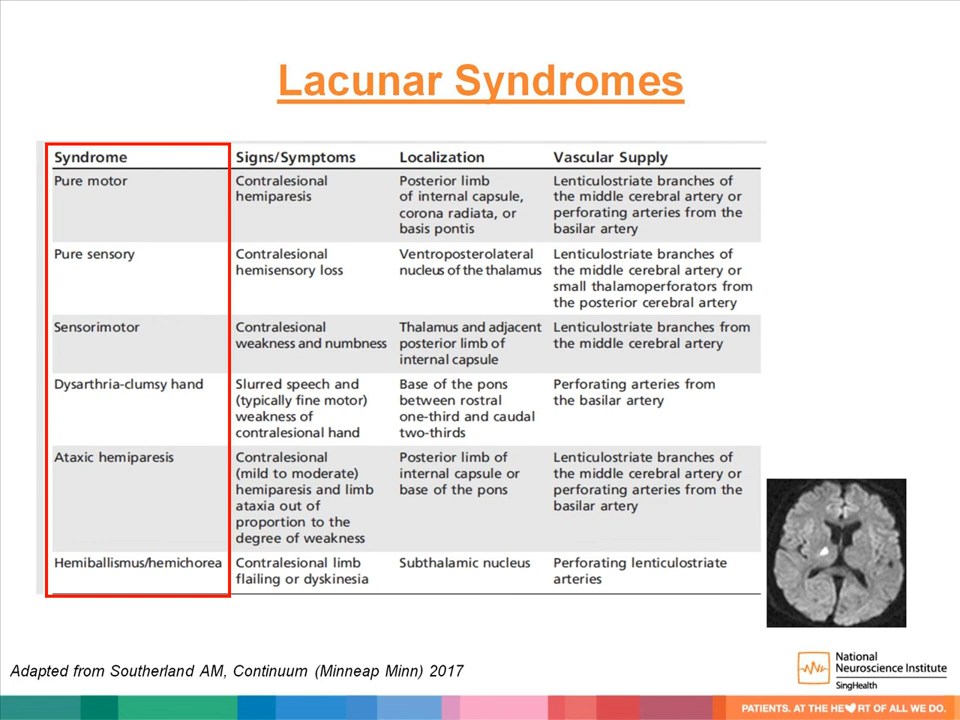 Lacunar Syndromes
Syndrome Signs/Symptoms Localization Vascular Supply
Pure motor
Contralesional
hemiparesis
Posterior limb
of internal capsule,
corona radiata, or
basis pontis
Lenticulostriate branches of
the middle cerebral artery or
perforating arteries from the
basilar artery
Pure sensory
Contralesional
hemisensory loss
Ventroposterolateral
nucleus of the thalamus
Lenticulostriate branches of
the middle cerebral artery or
small thalamoperforators from
the posterior cerebral artery
Sensorimotor
Contralesional
weakness and numbness
Thalamus and adjacent
posterior limb of
internal capsule
Lenticulostriate branches from
the middle cerebral artery
Dysarthria-clumsy hand
Slurred speech and
(typically fine motor)
weakness of
contralesional hand
Base of the pons
between rostral
one-third and caudal
two-thirds
Perforating arteries from
the basilar artery
Ataxic hemiparesis
Contralesional
(mild to moderate)
hemiparesis and limb
ataxia out of
proportion to the
degree of weakness
Posterior limb of
internal capsule or
base of the pons
Lenticulostriate branches of
the middle cerebral artery or
perforating arteries from the
basilar artery
Hemiballismus/hemichorea
Contralesional limb
flailing or dyskinesia
Subthalamic nucleus
Perforating lenticulostriate
arteries
Adapted from Southerland AM, Continuum (Minneap Minn) 2017
National
Neuroscience Institute
SingHealth
PATIENTS. AT THE HE❤RT OF ALL WE DO.